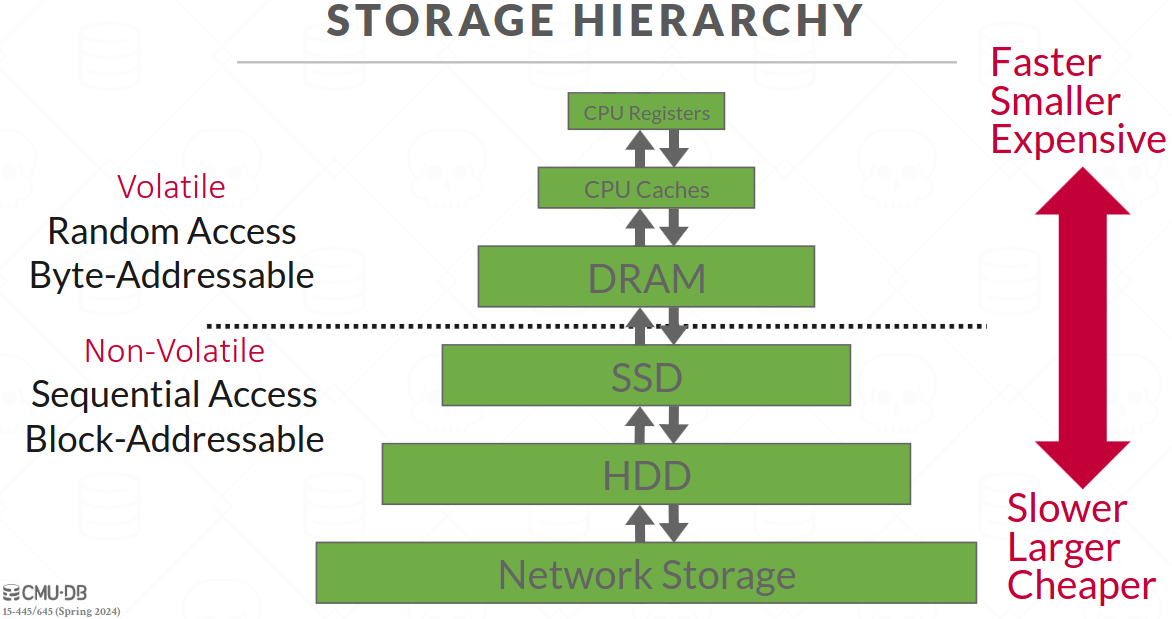 STORAGE HIERARCHY
Faster
Smaller
Expensive
CPU Registers
CPU Caches
DRAM
Volatile
Random Access
Byte-Addressable
Non-Volatile
Sequential Access
Block-Addressable
SSD
HDD
Network Storage
Slower
Larger
Cheaper
CMU·DB
15-445/645 (Spring 2024)